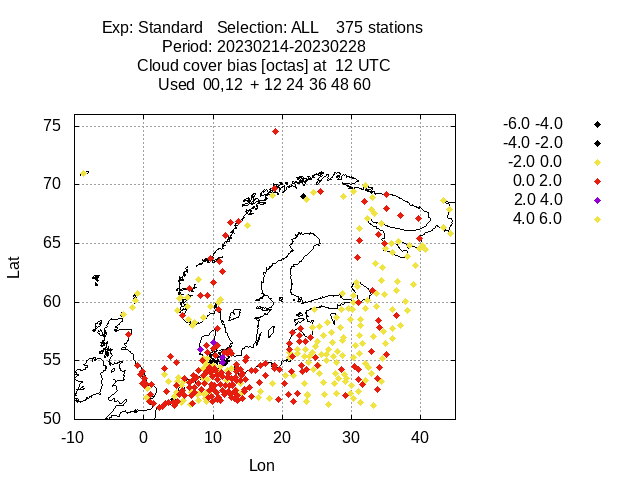 Exp: Standard   Selection: ALL    375 stations
Period: 20230214-20230228
Cloud cover bias [octas] at  12 UTC
Used  00,12  + 12 24 36 48 60
-6.0 -4.0
-4.0 -2.0
-2.0 0.0
0.0 2.0
2.0 4.0
4.0 6.0
75
70
65
60
55
50
Lat
-10 0 10 20 30 40
Lon